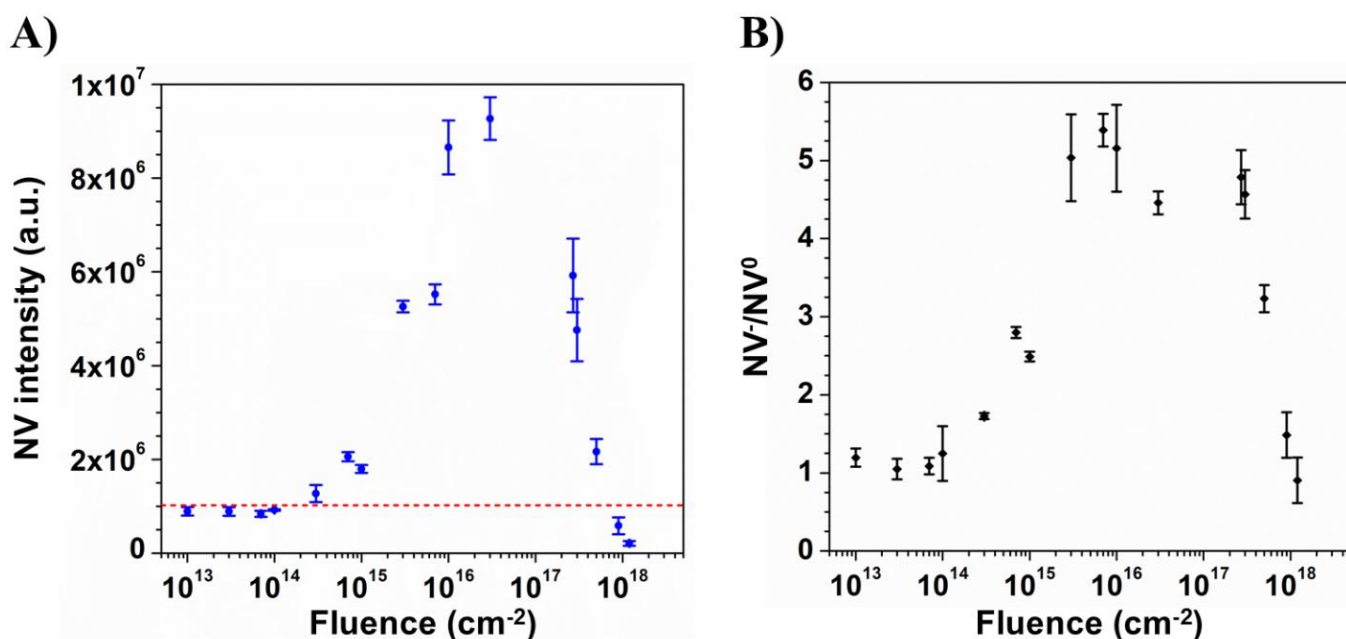 A)
B)
1x10⁷
8x10⁶
6x10⁶
4x10⁶
2x10⁶
0
NV intensity (a.u.)
10¹³ 10¹⁴ 10¹⁵ 10¹⁶ 10¹⁷ 10¹⁸
Fluence (cm⁻²)
6
5
4
3
2
1
0
NV⁻/NV⁰
10¹³ 10¹⁴ 10¹⁵ 10¹⁶ 10¹⁷ 10¹⁸
Fluence (cm⁻²)